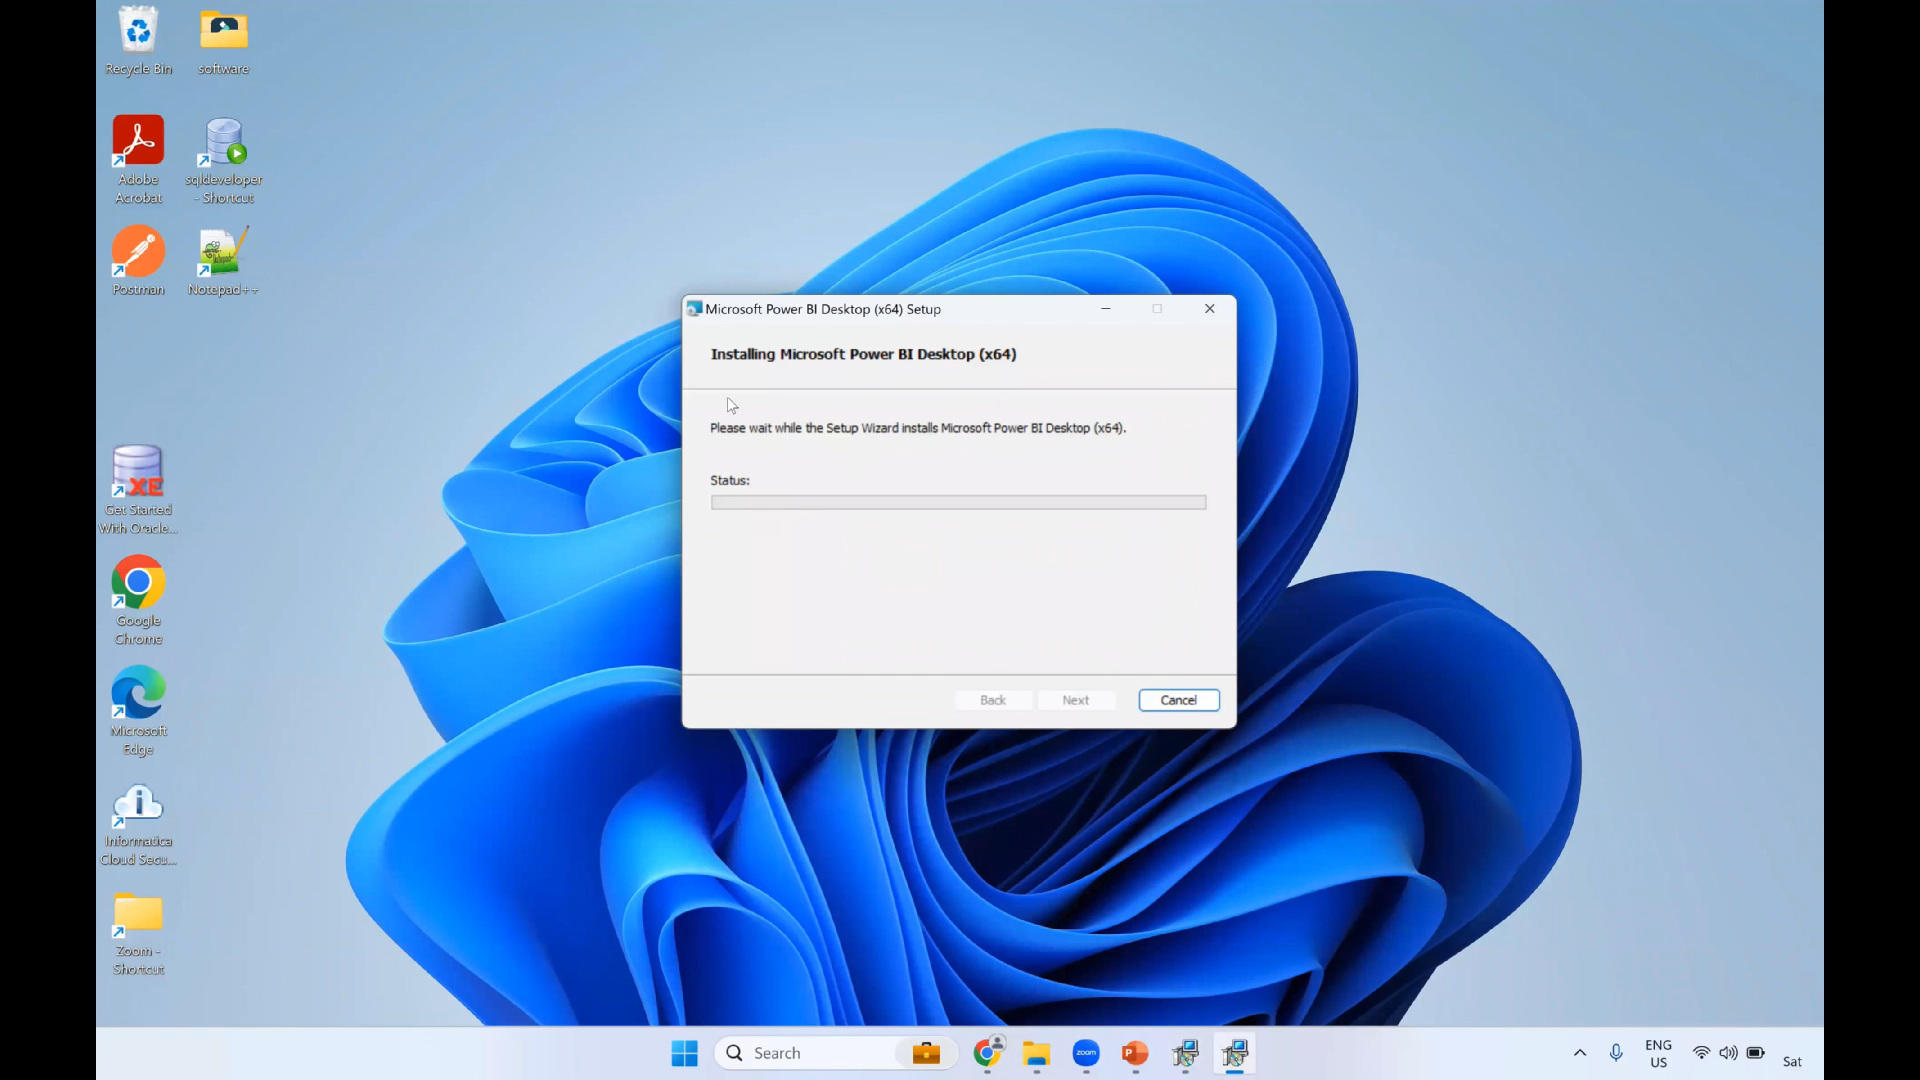 Recycle Bin
software
Adobe
Acrobat
sqldeveloper
- Shortcut
Postman
Notepad++
Get Started
With Oracle...
Google
Chrome
Microsoft
Edge
Informatica
Cloud Secu...
Zoom -
Shortcut
Microsoft Power BI Desktop (x64) Setup
Installing Microsoft Power BI Desktop (x64)
Please wait while the Setup Wizard installs Microsoft Power BI Desktop (x64).
Status:
Back
Next
Cancel
Search
zoom
ENG
US
Sat
XE
P